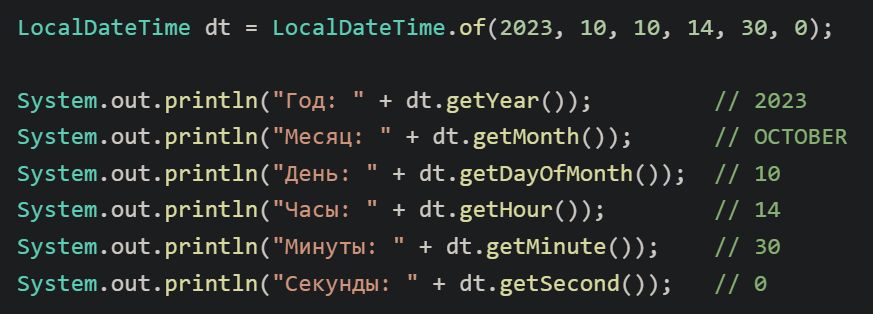 LocalDateTime dt = LocalDateTime.of(2023, 10, 10, 14, 30, 0);
System.out.println("Год: " + dt.getYear());         // 2023
System.out.println("Месяц: " + dt.getMonth());      // OCTOBER
System.out.println("День: " + dt.getDayOfMonth());  // 10
System.out.println("Часы: " + dt.getHour());        // 14
System.out.println("Минуты: " + dt.getMinute());    // 30
System.out.println("Секунды: " + dt.getSecond());   // 0